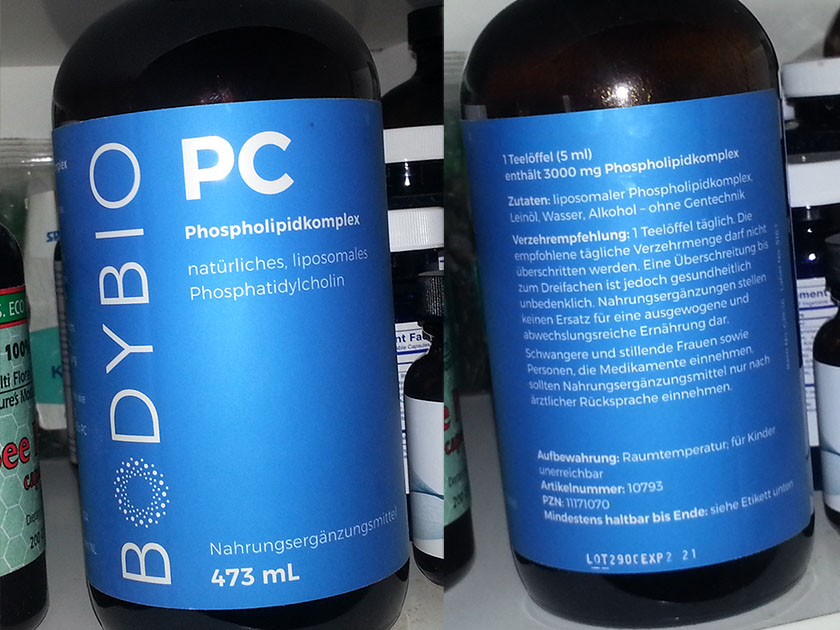 BODYBIO
PC
Phospholipidkomplex
natürliches, liposomales
Phosphatidylcholin
Nahrungsergänzungsmittel
473 mL
S. ECO
100%
1 Teelöffel (5 ml)
enthält 3000 mg Phospholipidkomplex
Zutaten: liposomaler Phospholipidkomplex,
Leinöl, Wasser, Alkohol – ohne Gentechnik
Verzehrempfehlung: 1 Teelöffel täglich. Die
empfohlene tägliche Verzehrmenge darf nicht
überschritten werden. Eine Überschreitung bis
zum Dreifachen ist jedoch gesundheitlich
unbedenklich. Nahrungsergänzungen stellen
keinen Ersatz für eine ausgewogene und
abwechslungsreiche Ernährung dar.
Schwangere und stillende Frauen sowie
Personen, die Medikamente einnehmen,
sollten Nahrungsergänzungsmittel nur nach
ärztlicher Rücksprache einnehmen.
Aufbewahrung: Raumtemperatur; für Kinder
unerreichbar
Artikelnummer: 10793
PZN: 11171070
Mindestens haltbar bis Ende: siehe Etikett unten
LOT290CEXP2 21